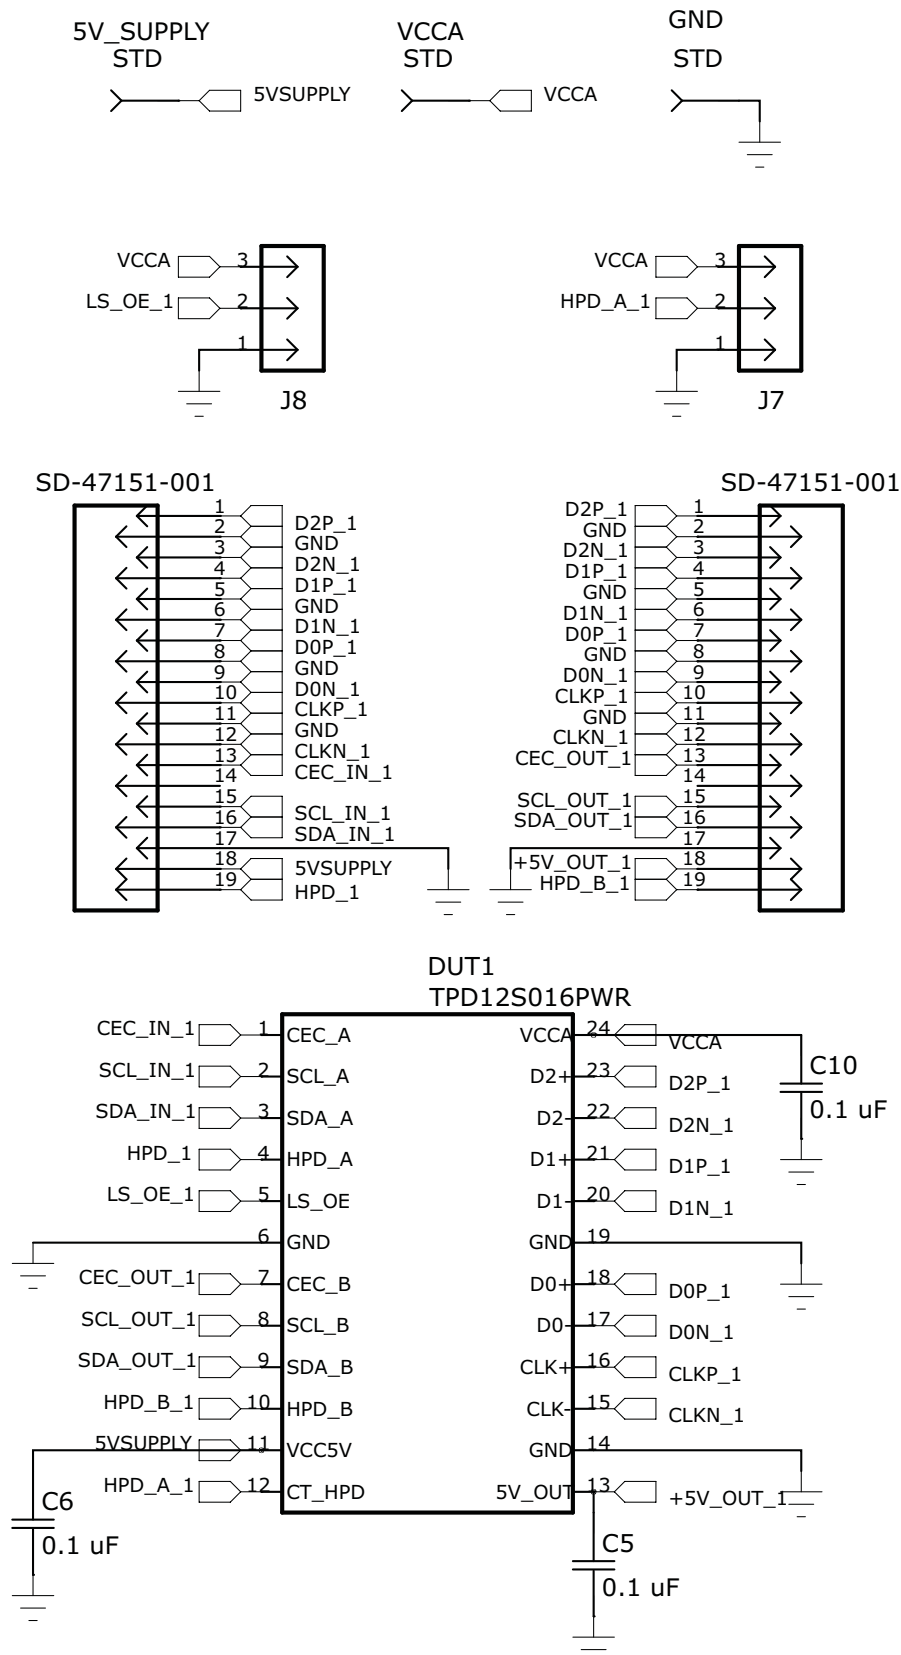 5V_SUPPLY
STD
5VSUPPLY
VCCA
STD
VCCA
GND
STD
VCCA 3
LS_OE_1 2
1
J8
VCCA 3
HPD_A_1 2
1
J7
SD-47151-001
1 D2P_1
2 GND
3 D2N_1
4 D1P_1
5 GND
6 D1N_1
7 D0P_1
8 GND
9 D0N_1
10 CLKP_1
11 GND
12 CLKN_1
13 CEC_IN_1
14
15 SCL_IN_1
16 SDA_IN_1
17
18 5VSUPPLY
19 HPD_1
SD-47151-001
D2P_1 1
GND 2
D2N_1 3
D1P_1 4
GND 5
D1N_1 6
D0P_1 7
GND 8
D0N_1 9
CLKP_1 10
GND 11
CLKN_1 12
CEC_OUT_1 13
14
SCL_OUT_1 15
SDA_OUT_1 16
17
+5V_OUT_1 18
HPD_B_1 19
DUT1
TPD12S016PWR
CEC_IN_1 1 CEC_A
SCL_IN_1 2 SCL_A
SDA_IN_1 3 SDA_A
HPD_1 4 HPD_A
LS_OE_1 5 LS_OE
6 GND
CEC_OUT_1 7 CEC_B
SCL_OUT_1 8 SCL_B
SDA_OUT_1 9 SDA_B
HPD_B_1 10 HPD_B
5VSUPPLY 11 VCC5V
HPD_A_1 12 CT_HPD
VCCA 24 VCCA
D2+ 23 D2P_1
D2- 22 D2N_1
D1+ 21 D1P_1
D1- 20 D1N_1
GND 19
D0+ 18 D0P_1
D0- 17 D0N_1
CLK+ 16 CLKP_1
CLK- 15 CLKN_1
GND 14
5V_OUT 13 +5V_OUT_1
C10
0.1 uF
C6
0.1 uF
C5
0.1 uF